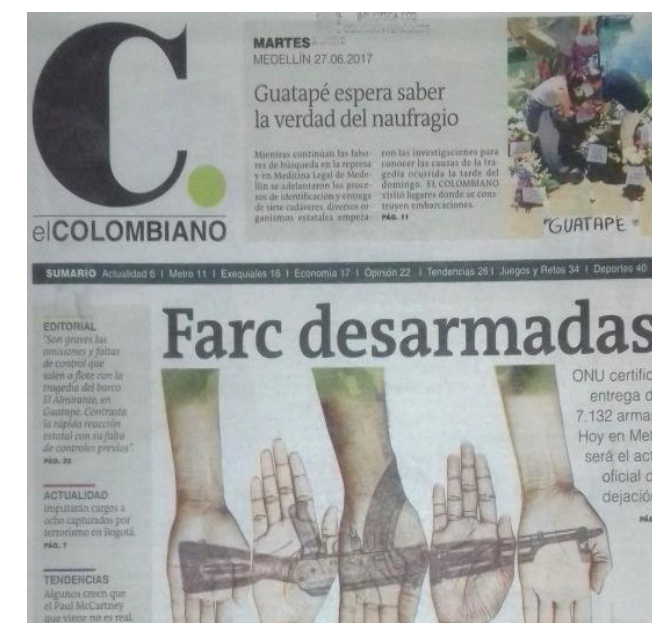 C.
elCOLOMBIANO
MARTES
MEDELLÍN 27.06.2017
Guatapé espera saber
la verdad del naufragio
Mientras continúan las labo-
res de búsqueda en la represa
y en Medicina Legal de Mede-
llín se adelantaron los proce-
sos de identificación y entrega
de siete cadáveres, diversos or-
ganismos estatales empeza-
ron las investigaciones para
conocer las causas de la tra-
gedia ocurrida la tarde del
domingo. EL COLOMBIANO
visitó lugares donde se cons-
truyen embarcaciones.
PÁG. 11
"GUATAPÉ"
SUMARIO Actualidad 6 I Metro 11 I Exequiales 16 I Economía 17 I Opinión 22 I Tendencias 26 I Juegos y Retos 34 I Deportes 40
EDITORIAL
"Son graves las
omisiones y faltas
de control que
salen a flote con la
tragedia del barco
El Almirante, en
Guatapé. Contrasta
la rápida reacción
estatal con su falta
de controles previos".
PÁG. 22
ACTUALIDAD
Imputarán cargos a
ocho capturados por
terrorismo en Bogotá.
PÁG. 7
TENDENCIAS
Algunos creen que
el Paul McCartney
que viene no es real.
Farc desarmadas
ONU certific
entrega d
7.132 armas
Hoy en Me
será el act
oficial d
dejació